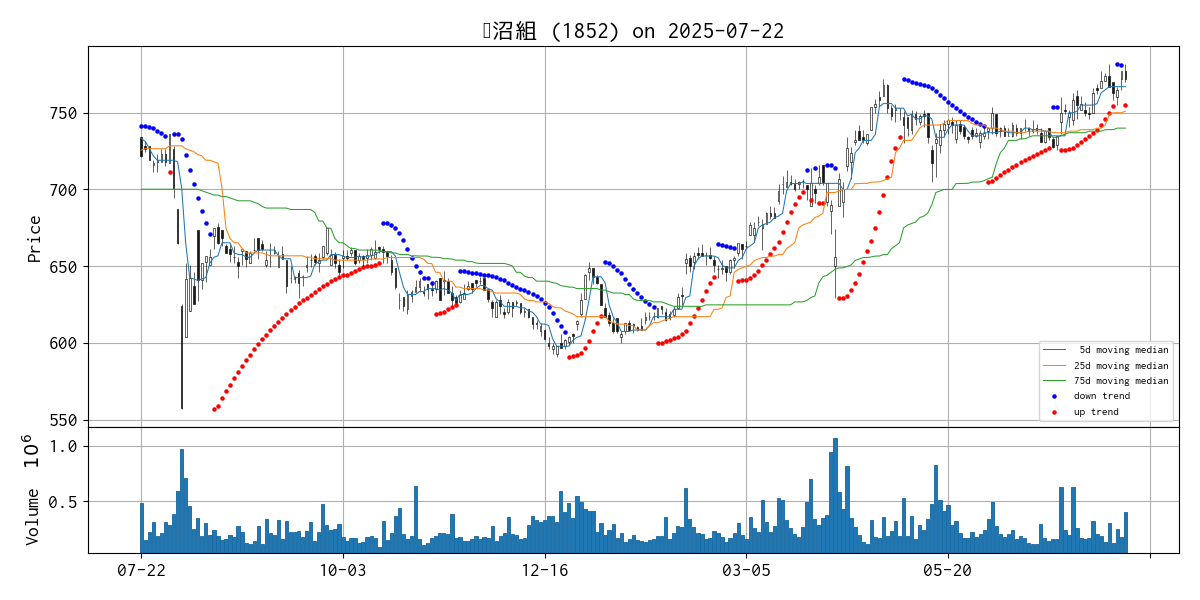 沼組 (1852) on 2025-07-22
Price
750
700
650
600
550
5d moving median
25d moving median
75d moving median
down trend
up trend
Volume 10^6
1.0
0.5
07-22
10-03
12-16
03-05
05-20